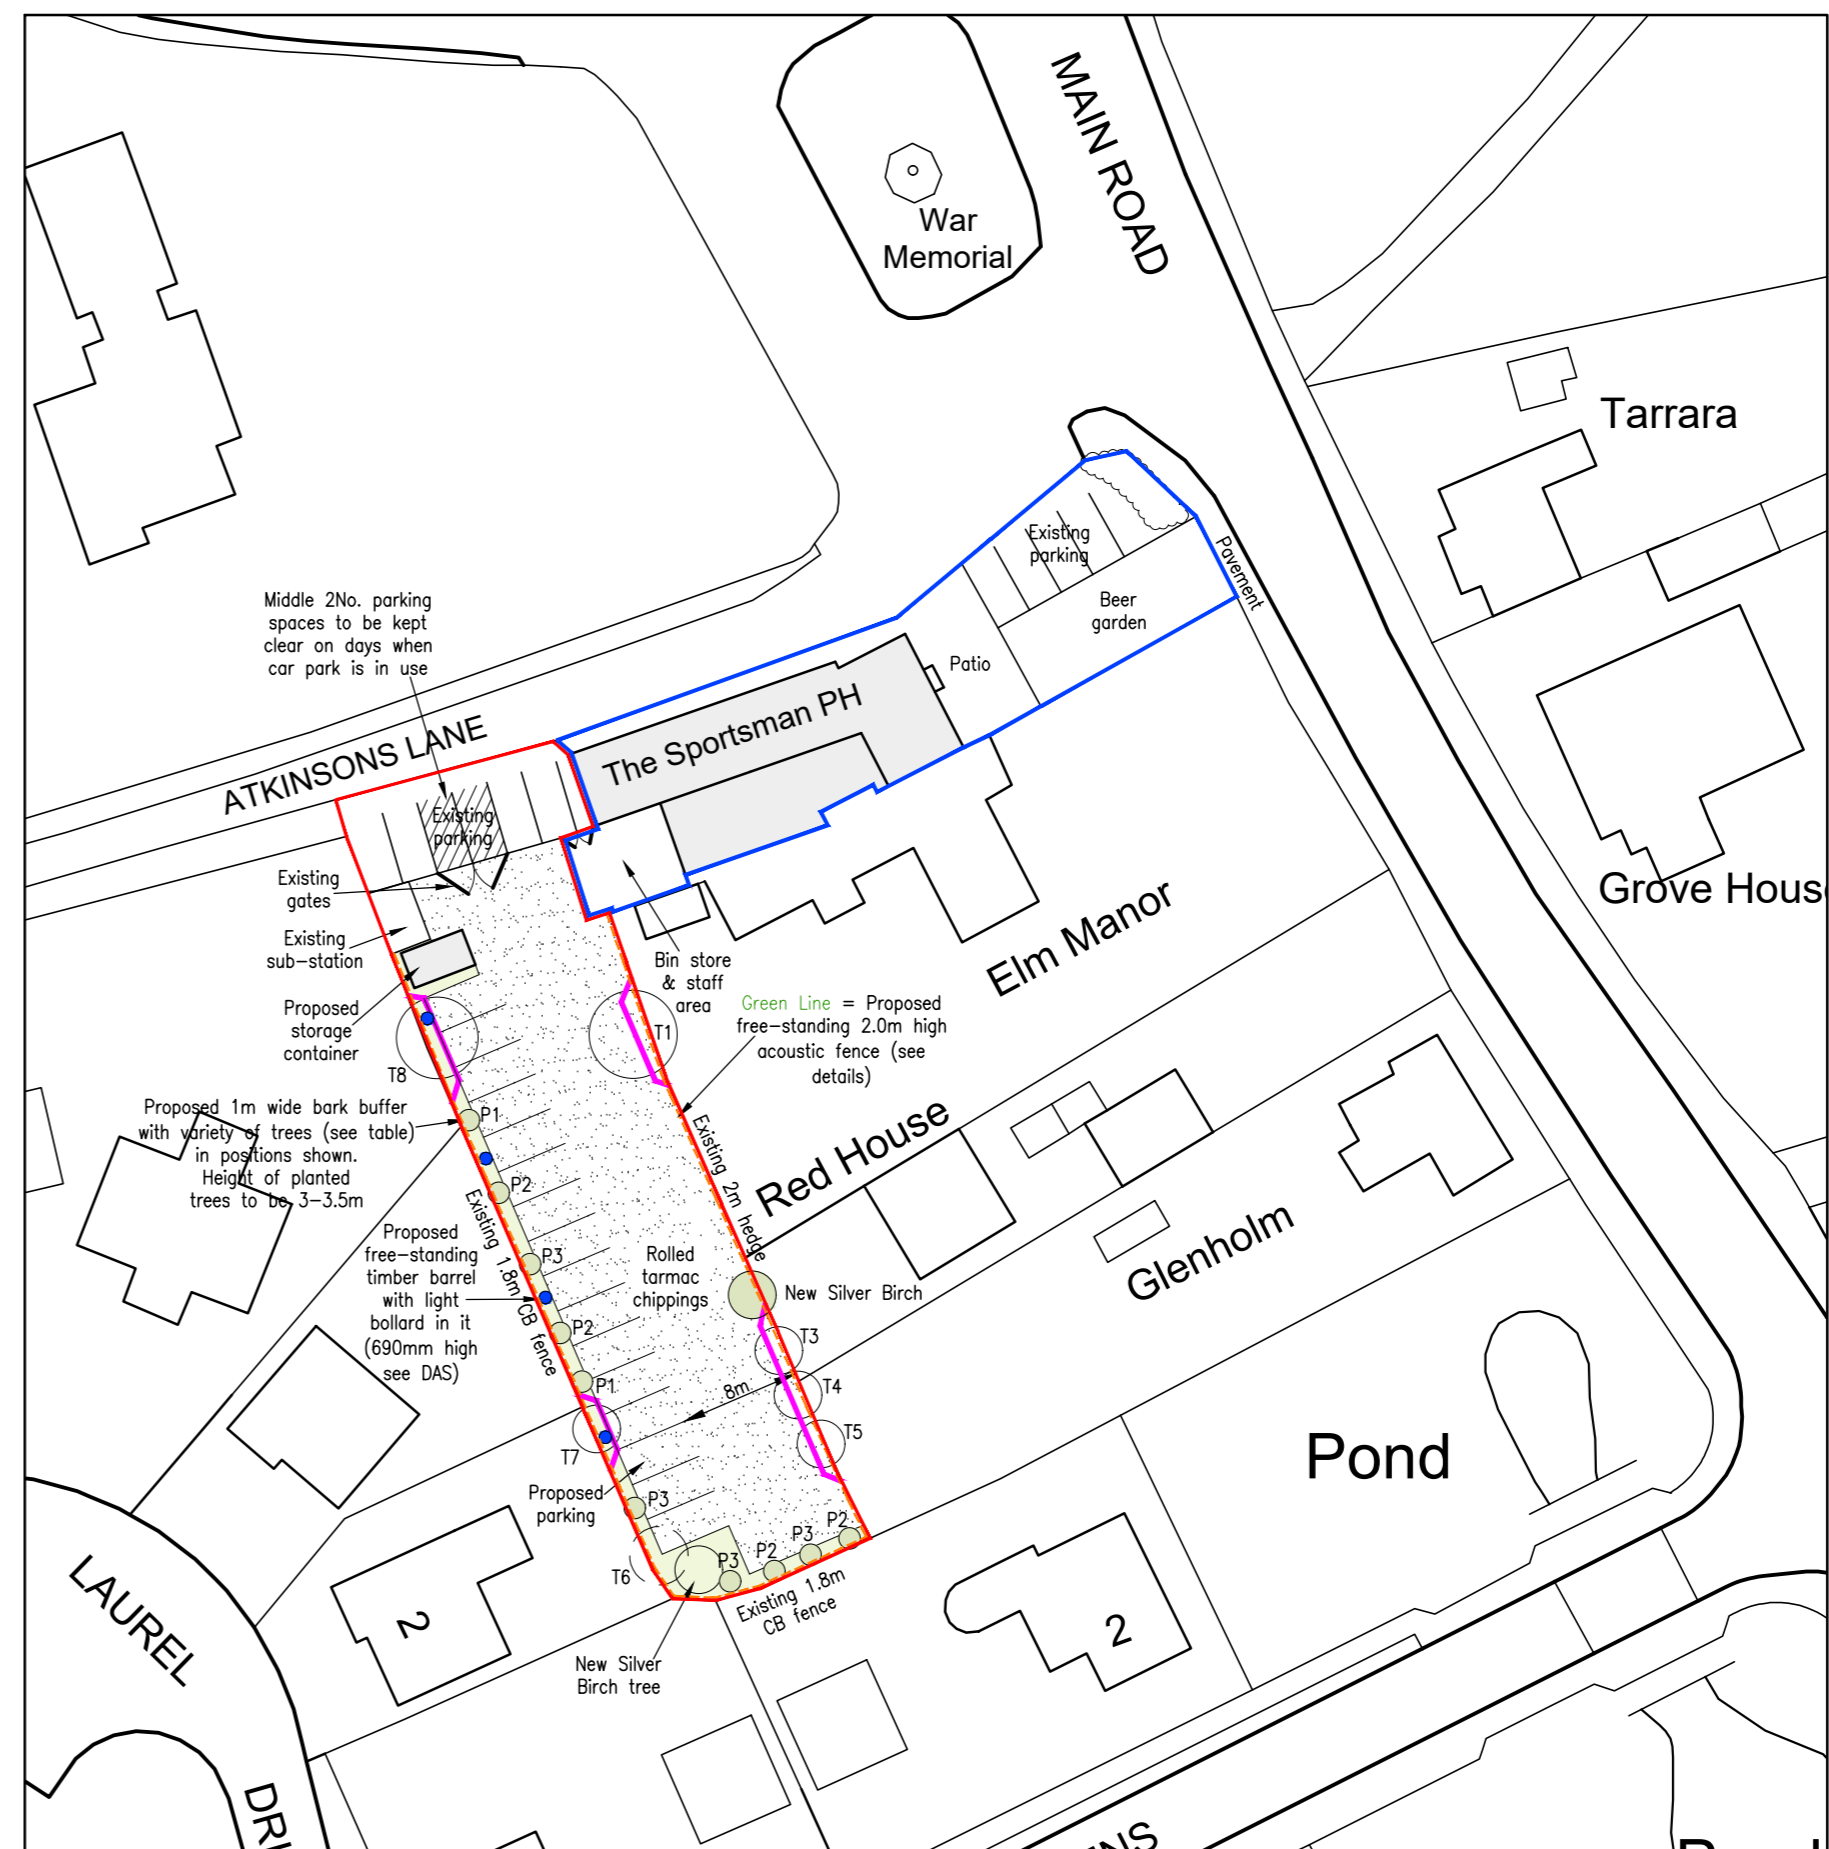 MAIN ROAD
War
Memorial
Tarrara
Existing
parking
Pavement
Beer
garden
Patio
Middle 2No. parking
spaces to be kept
clear on days when
car park is in use
ATKINSONS LANE
The Sportsman PH
Existing
parking
Existing
gates
Existing
sub-station
Proposed
storage
container
Bin store
& staff
area
Elm Manor
Grove Hous
Green Line = Proposed
free-standing 2.0m high
acoustic fence (see
details)
T1
T8
Proposed 1m wide bark buffer
with variety of trees (see table)
in positions shown.
Height of planted
trees to be 3-3.5m
P1
P2
Existing 2m hedge
Red House
Existing 1.8m CB fence
Proposed
free-standing
timber barrel
with light
bollard in it
(690mm high
see DAS)
P3
Rolled
tarmac
chippings
New Silver Birch
Glenholm
P2
T3
P1
8m
T4
T5
T7
Pond
Proposed
parking
P3
P2
P3
P2
P3
T6
Existing 1.8m
CB fence
New Silver
Birch tree
2
2
LAUREL
DRI
NS